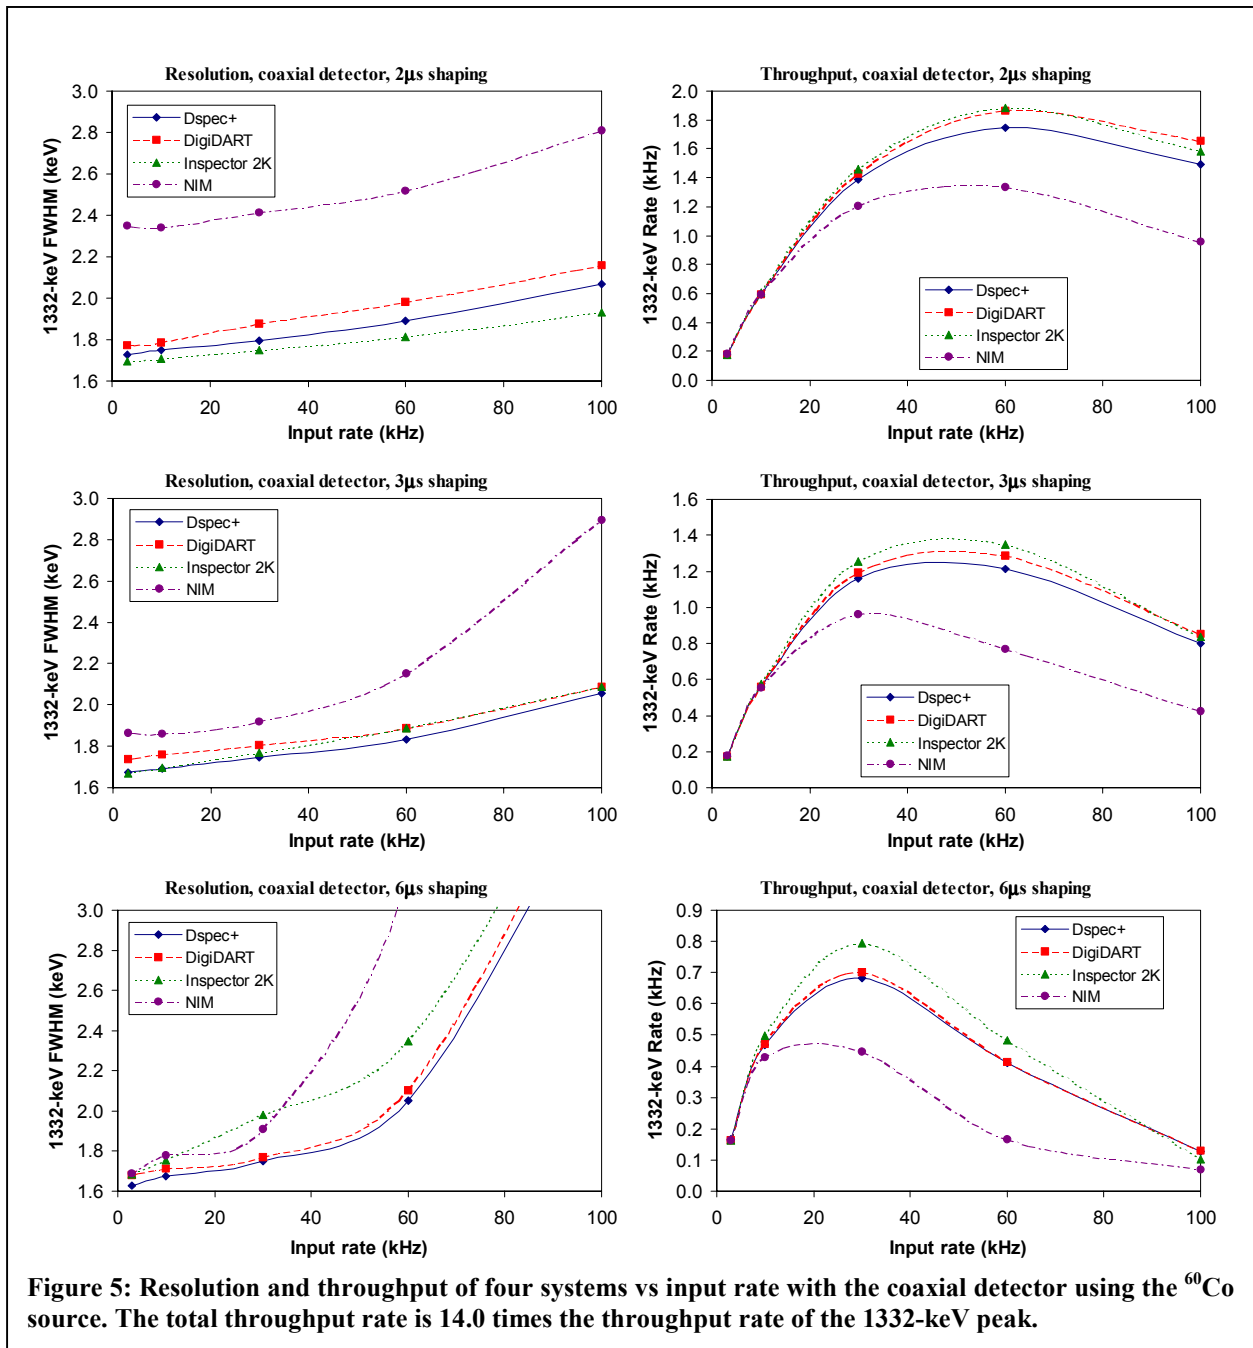 Resolution, coaxial detector, 2μs shaping
3.0
2.8
2.6
2.4
2.2
2.0
1.8
1.6
1332-keV FWHM (keV)
Dspec+
DigiDART
Inspector 2K
NIM
0 20 40 60 80 100
Input rate (kHz)
Throughput, coaxial detector, 2μs shaping
2.0
1.8
1.6
1.4
1.2
1.0
0.8
0.6
0.4
0.2
0.0
1332-keV Rate (kHz)
Dspec+
DigiDART
Inspector 2K
NIM
0 20 40 60 80 100
Input rate (kHz)
Resolution, coaxial detector, 3μs shaping
3.0
2.8
2.6
2.4
2.2
2.0
1.8
1.6
1332-keV FWHM (keV)
Dspec+
DigiDART
Inspector 2K
NIM
0 20 40 60 80 100
Input rate (kHz)
Throughput, coaxial detector, 3μs shaping
1.6
1.4
1.2
1.0
0.8
0.6
0.4
0.2
0.0
1332-keV Rate (kHz)
Dspec+
DigiDART
Inspector 2K
NIM
0 20 40 60 80 100
Input rate (kHz)
Resolution, coaxial detector, 6μs shaping
3.0
2.8
2.6
2.4
2.2
2.0
1.8
1.6
1332-keV FWHM (keV)
Dspec+
DigiDART
Inspector 2K
NIM
0 20 40 60 80 100
Input rate (kHz)
Throughput, coaxial detector, 6μs shaping
0.9
0.8
0.7
0.6
0.5
0.4
0.3
0.2
0.1
0.0
1332-keV Rate (kHz)
Dspec+
DigiDART
Inspector 2K
NIM
0 20 40 60 80 100
Input rate (kHz)
Figure 5: Resolution and throughput of four systems vs input rate with the coaxial detector using the ⁶⁰Co
source. The total throughput rate is 14.0 times the throughput rate of the 1332-keV peak.